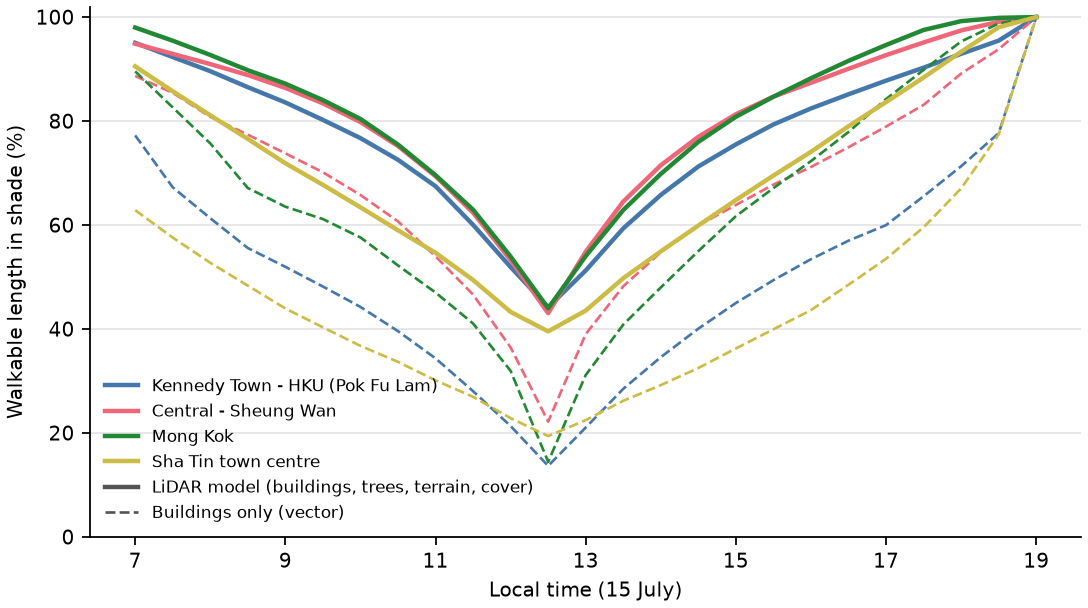 100
80
60
40
20
0
Walkable length in shade (%)
Kennedy Town - HKU (Pok Fu Lam)
Central - Sheung Wan
Mong Kok
Sha Tin town centre
LiDAR model (buildings, trees, terrain, cover)
Buildings only (vector)
7 9 11 13 15 17 19
Local time (15 July)